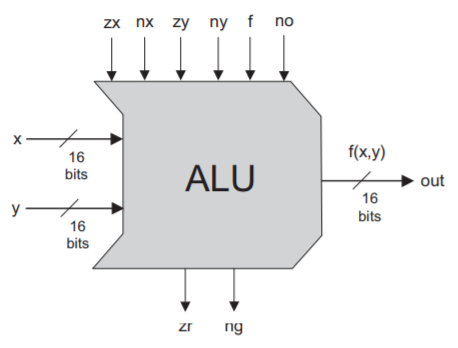 zx nx zy ny f no
x
16
bits
y
16
bits
ALU
f(x,y)
16
bits
out
zr ng